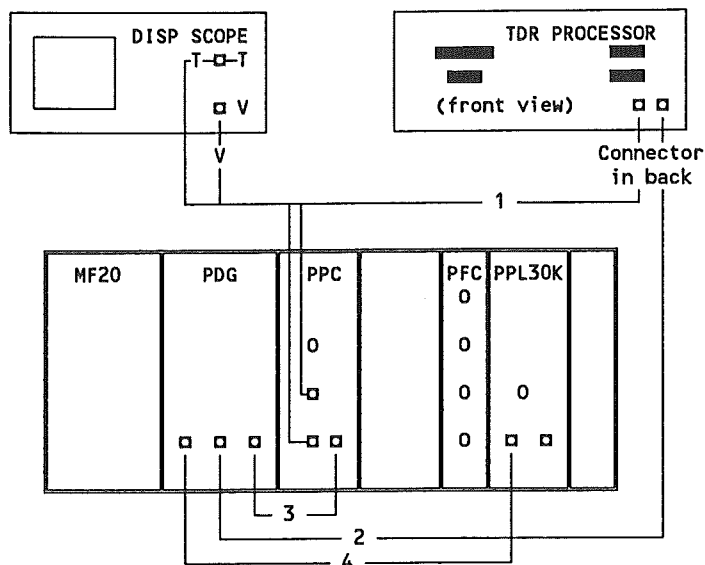 DISP SCOPE
T T
V
V
TDR PROCESSOR
(front view)
Connector
in back
1
MF20 PDG PPC PFC PPL30K
O
O O
O O
O
3
2
4